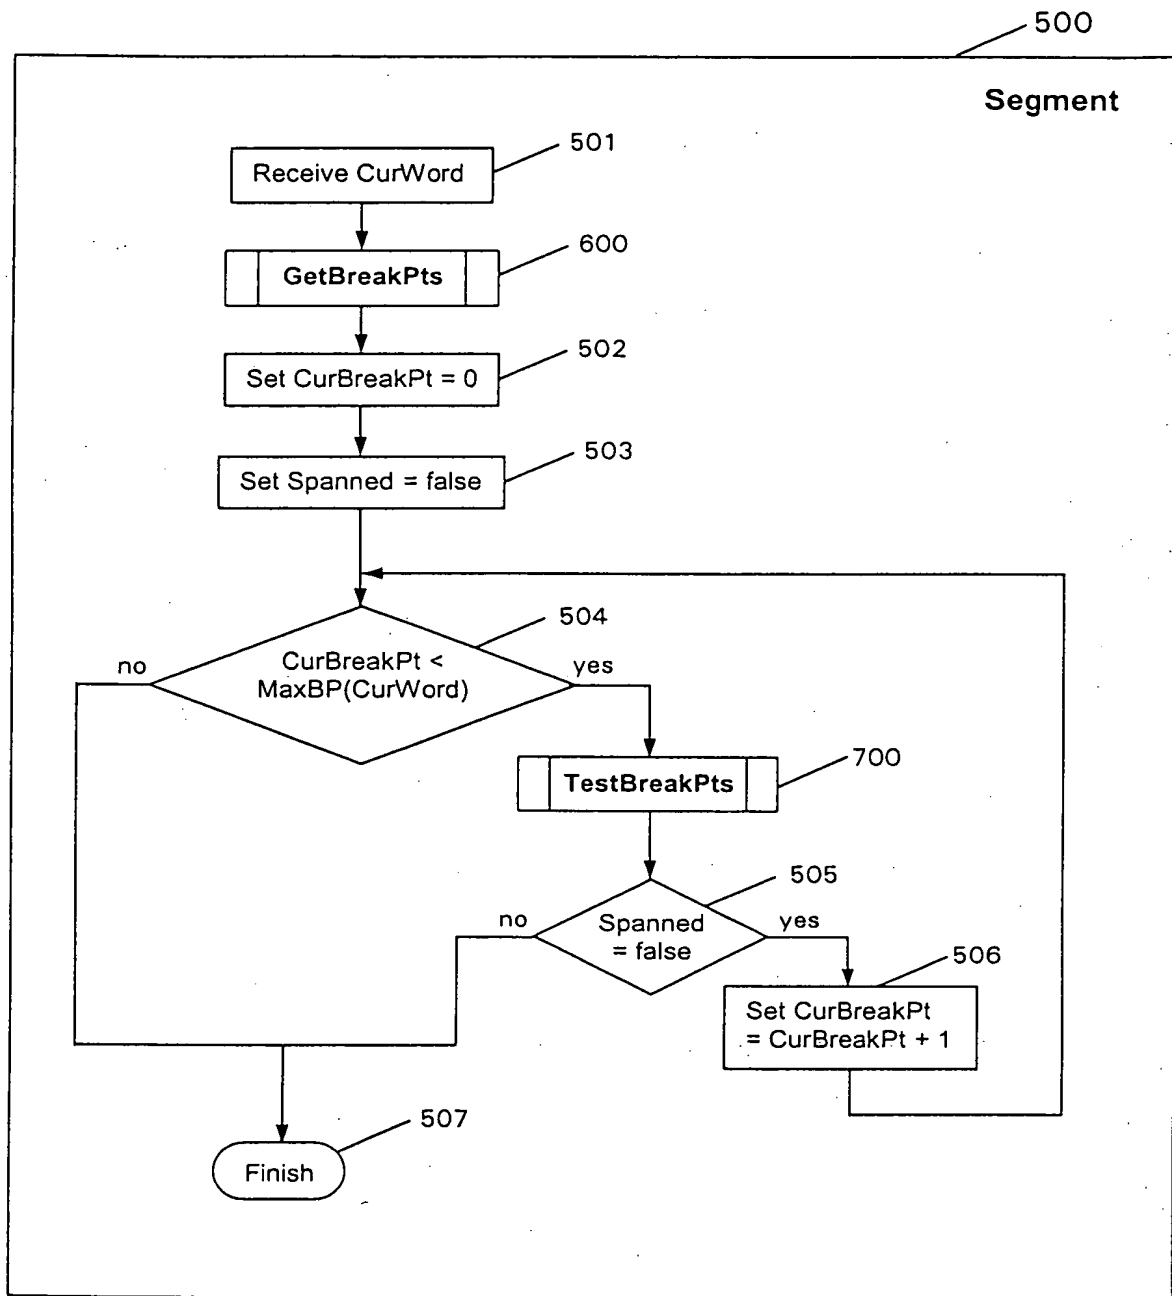 500
Segment
501
Receive CurWord
600
GetBreakPts
502
Set CurBreakPt = 0
503
Set Spanned = false
504
no
CurBreakPt <
MaxBP(CurWord)
yes
700
TestBreakPts
505
no
Spanned
= false
yes
506
Set CurBreakPt
= CurBreakPt + 1
507
Finish